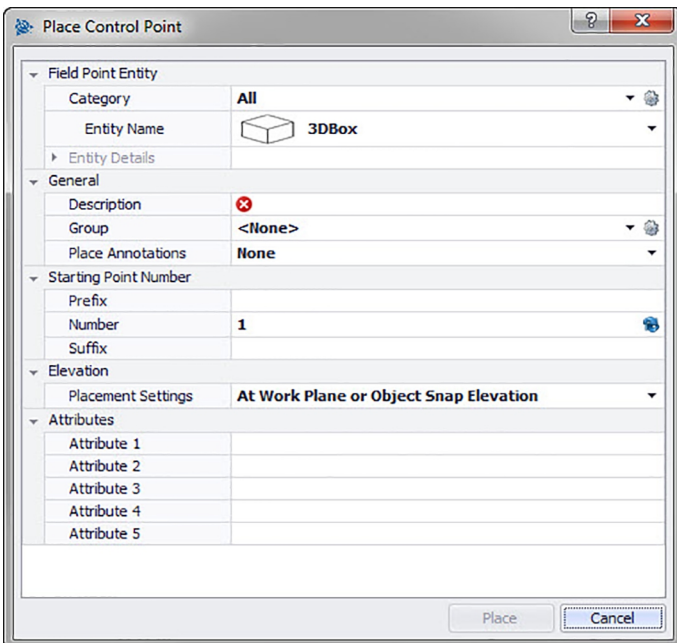 Place Control Point
?
Field Point Entity
Category All
Entity Name 3DBox
Entity Details
General
Description
Group <None>
Place Annotations None
Starting Point Number
Prefix
Number 1
Suffix
Elevation
Placement Settings At Work Plane or Object Snap Elevation
Attributes
Attribute 1
Attribute 2
Attribute 3
Attribute 4
Attribute 5
Place Cancel